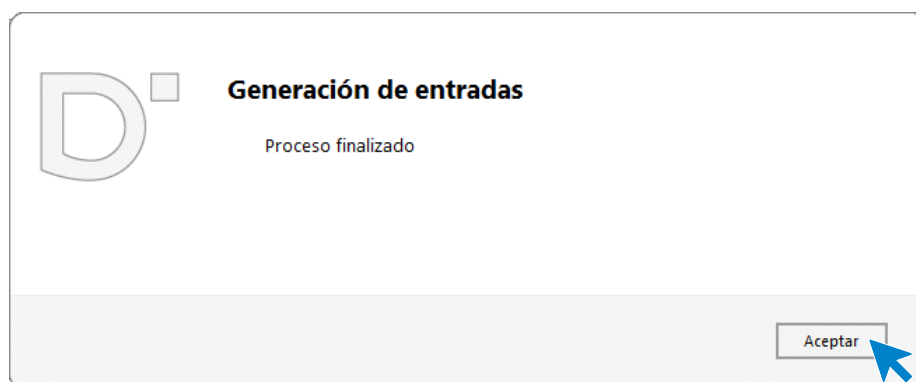 Generación de entradas
Proceso finalizado
Aceptar